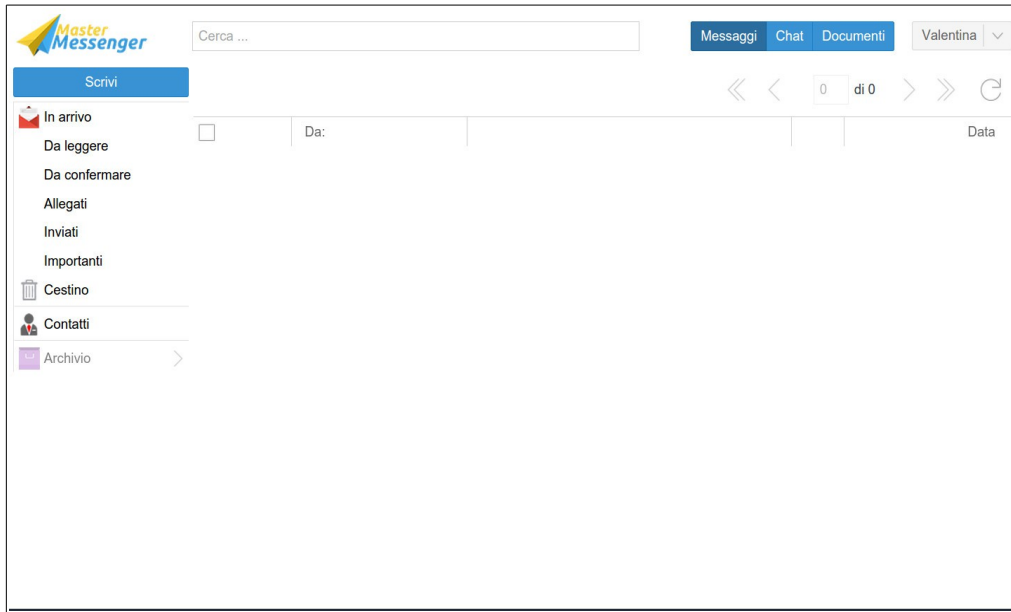 Master
Messenger
Cerca ...
Messaggi Chat Documenti
Valentina
Scrivi
0 di 0
In arrivo
Da leggere
Da confermare
Allegati
Inviati
Importanti
Cestino
Contatti
Archivio
Da:
Data